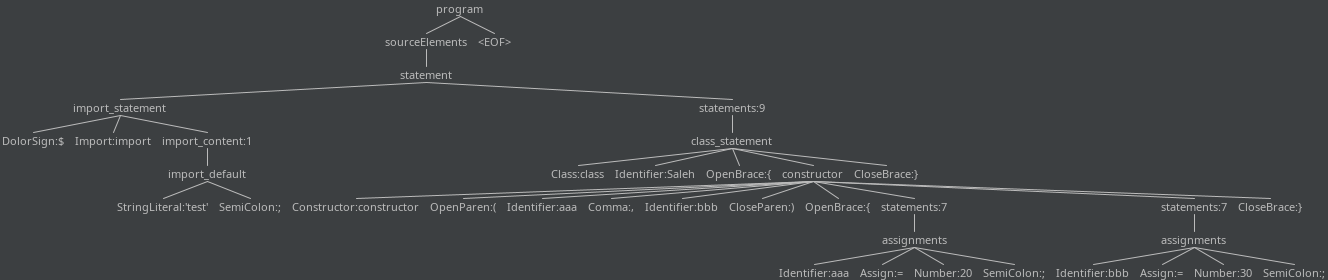 program
sourceElements <EOF>
statement
import_statement statements:9
DolorSign:$ Import:import import_content:1 class_statement
import_default Class:class Identifier:Saleh OpenBrace:{ constructor CloseBrace:}
StringLiteral:'test' SemiColon:; Constructor:constructor OpenParen:( Identifier:aaa Comma:, Identifier:bbb CloseParen:) OpenBrace:{ statements:7 statements:7 CloseBrace:}
assignments assignments
Identifier:aaa Assign:= Number:20 SemiColon:; Identifier:bbb Assign:= Number:30 SemiColon:;